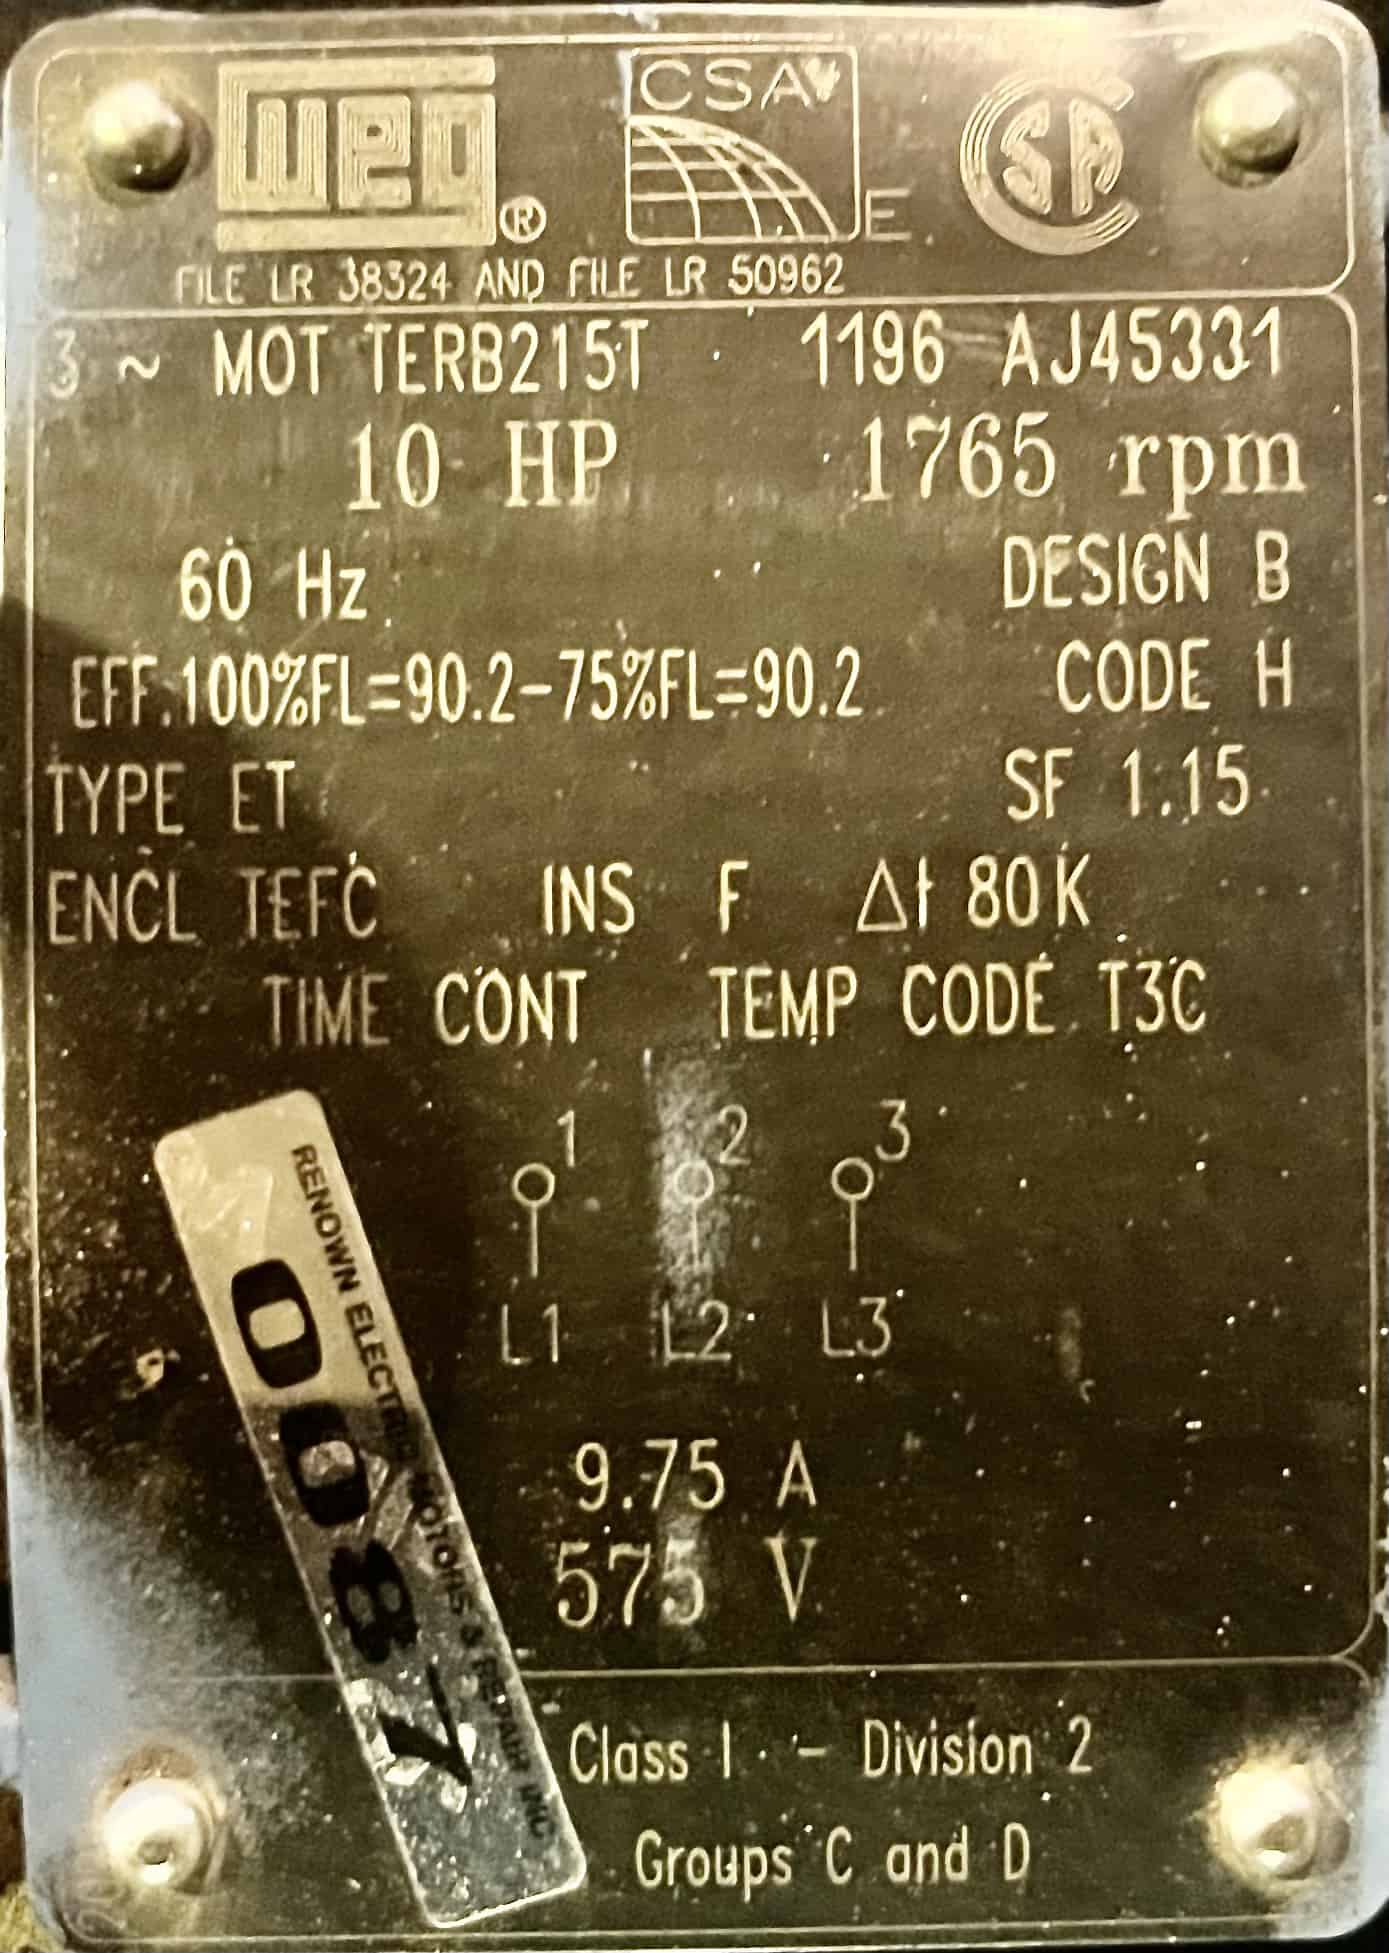 WEG®
CSA E
CSA
FILE LR 38324 AND FILE LR 50962
3 ~ MOT TERB215T 1196 AJ45331
10 HP 1765 rpm
60 Hz DESIGN B
EFF.100%FL=90.2-75%FL=90.2 CODE H
TYPE ET SF 1.15
ENCL TEFC INS F Δt 80 K
TIME CONT TEMP CODE T3C
1 2 3
L1 L2 L3
9.75 A
575 V
RENOWN ELECTRIC MOTORS & REPAIR INC
0087
Class I - Division 2
Groups C and D